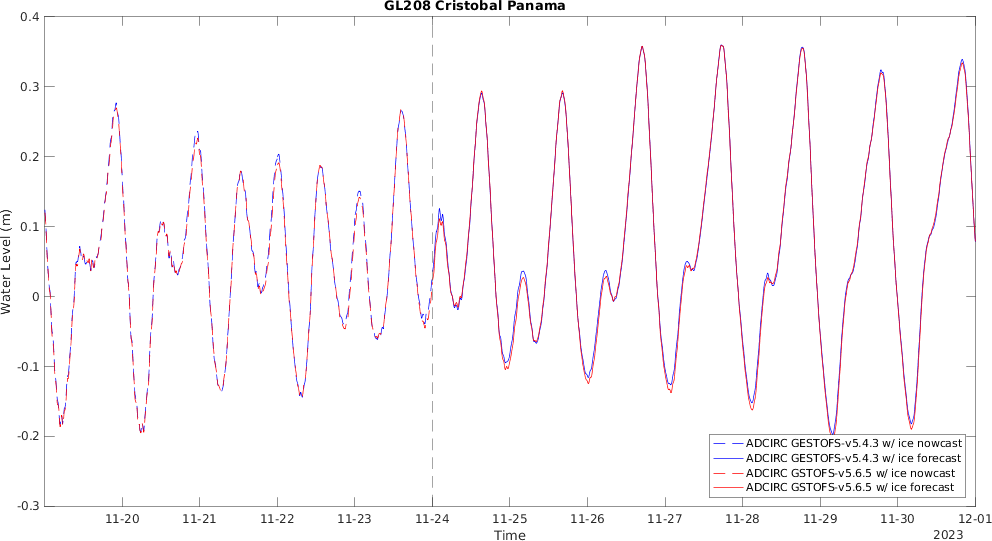 GL208 Cristobal Panama
0.4
0.3
0.2
0.1
0
-0.1
-0.2
-0.3
Water Level (m)
11-20 11-21 11-22 11-23 11-24 11-25 11-26 11-27 11-28 11-29 11-30 12-01
Time
2023
ADCIRC GESTOFS-v5.4.3 w/ ice nowcast
ADCIRC GESTOFS-v5.4.3 w/ ice forecast
ADCIRC GSTOFS-v5.6.5 w/ ice nowcast
ADCIRC GSTOFS-v5.6.5 w/ ice forecast